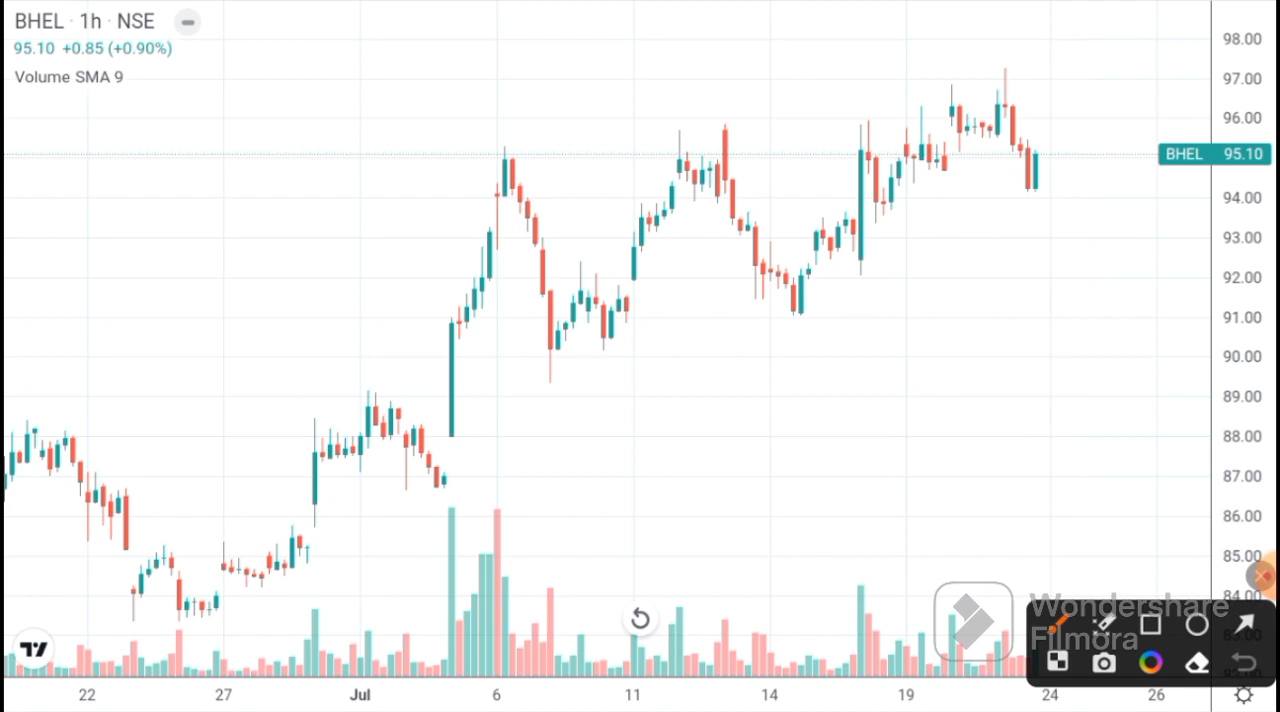 BHEL · 1h · NSE
95.10 +0.85 (+0.90%)
Volume SMA 9
98.00
97.00
96.00
BHEL 95.10
94.00
93.00
92.00
91.00
90.00
89.00
88.00
87.00
86.00
85.00
84.00
83.00
Wondershare
Filmora
22 27 Jul 6 11 14 19 24 26